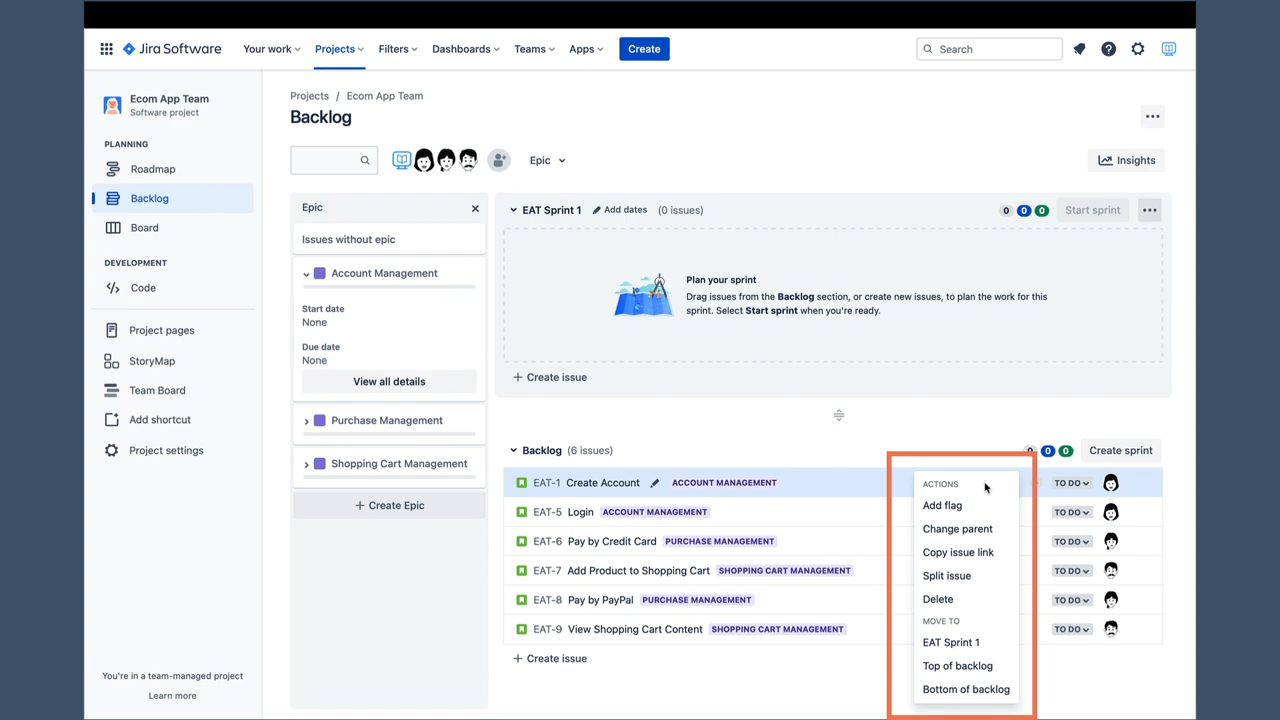 Jira Software Your work Projects Filters Dashboards Teams Apps Create Search
Ecom App Team
Software project
PLANNING
Roadmap
Backlog
Board
DEVELOPMENT
Code
Project pages
StoryMap
Team Board
Add shortcut
Project settings
You're in a team-managed project
Learn more
Projects / Ecom App Team
Backlog
Epic
Insights
Epic
Issues without epic
Account Management
Start date
None
Due date
None
View all details
Purchase Management
Shopping Cart Management
+ Create Epic
EAT Sprint 1 Add dates (0 issues) 0 0 0 Start sprint
Plan your sprint
Drag issues from the Backlog section, or create new issues, to plan the work for this
sprint. Select Start sprint when you're ready.
+ Create issue
Backlog (6 issues) 0 0 0 Create sprint
EAT-1 Create Account ACCOUNT MANAGEMENT TO DO
EAT-5 Login ACCOUNT MANAGEMENT TO DO
EAT-6 Pay by Credit Card PURCHASE MANAGEMENT TO DO
EAT-7 Add Product to Shopping Cart SHOPPING CART MANAGEMENT TO DO
EAT-8 Pay by PayPal PURCHASE MANAGEMENT TO DO
EAT-9 View Shopping Cart Content SHOPPING CART MANAGEMENT TO DO
+ Create issue
ACTIONS
Add flag
Change parent
Copy issue link
Split issue
Delete
MOVE TO
EAT Sprint 1
Top of backlog
Bottom of backlog